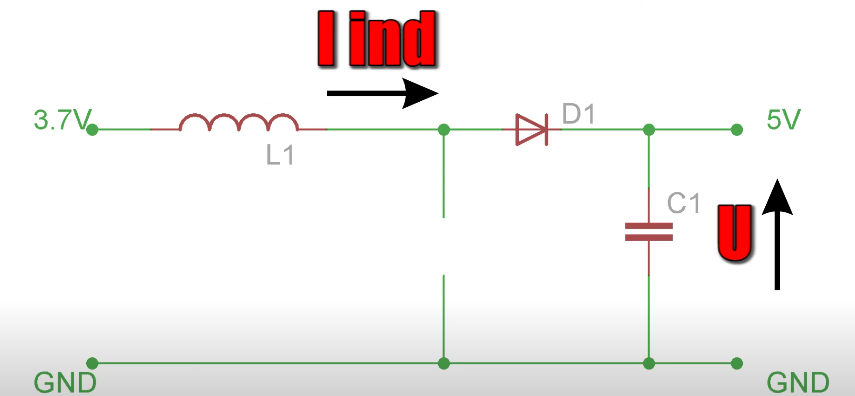 I ind
3.7V
D1
5V
L1
C1
U
GND
GND